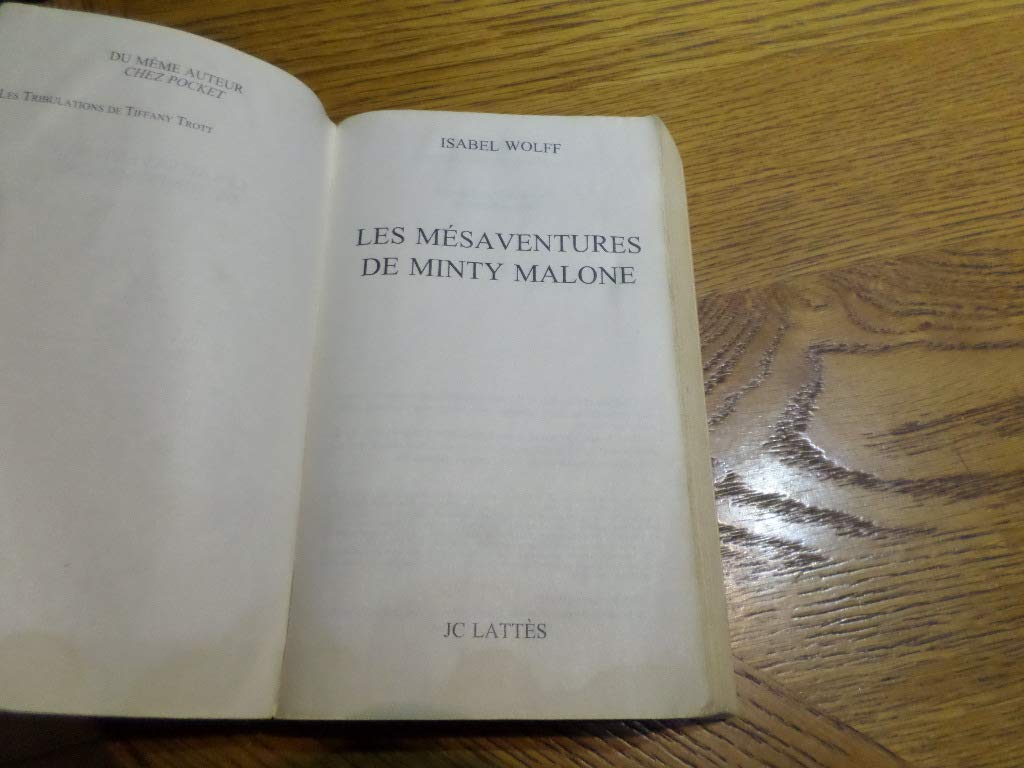 DU MÊME AUTEUR
CHEZ POCKET
LES TRIBULATIONS DE TIFFANY TROTT
ISABEL WOLFF
LES MÉSAVENTURES
DE MINTY MALONE
JC LATTÈS